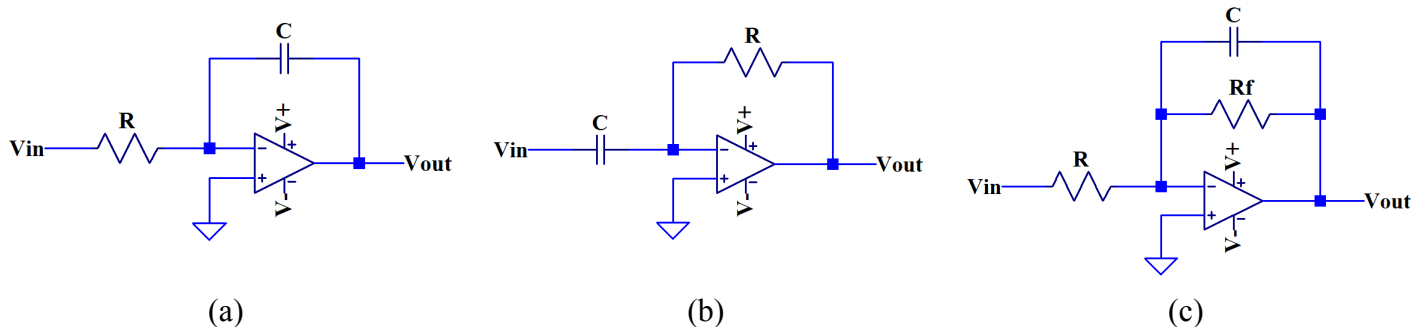 C
R
Vin
V+
Vout
V-
− +
+ −
(a)
R
C
Vin
V+
Vout
V-
− +
+ −
(b)
C
Rf
R
Vin
V+
Vout
V-
− +
+ −
(c)